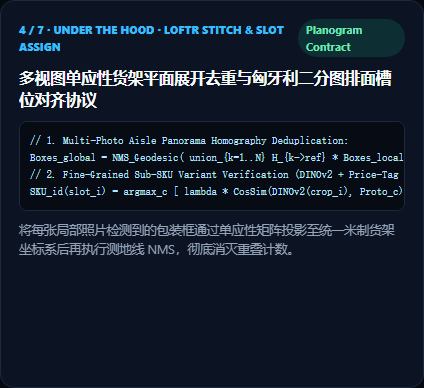 4 / 7 · UNDER THE HOOD · LOFTR STITCH & SLOT
ASSIGN
Planogram
Contract
多视图单应性货架平面展开去重与匈牙利二分图排面槽
位对齐协议
// 1. Multi-Photo Aisle Panorama Homography Deduplication:
Boxes_global = NMS_Geodesic( union_{k=1..N} H_{k->ref} * Boxes_local
// 2. Fine-Grained Sub-SKU Variant Verification (DINOv2 + Price-Tag
SKU_id(slot_i) = argmax_c [ lambda * CosSim(DINOv2(crop_i), Proto_c)
将每张局部照片检测到的包装框通过单应性矩阵投影至统一米制货架
坐标系后再执行测地线 NMS，彻底消灭重叠计数。